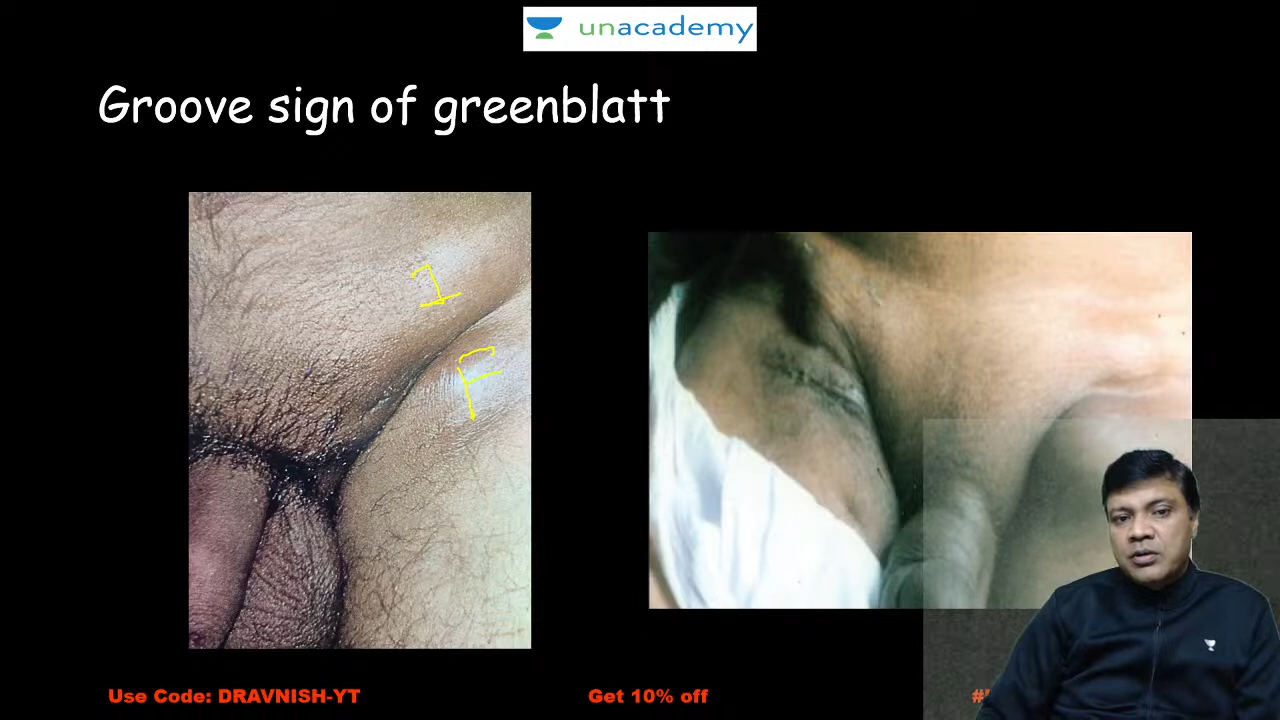 unacademy
Groove sign of greenblatt
I
F
Use Code: DRAVNISH-YT
Get 10% off